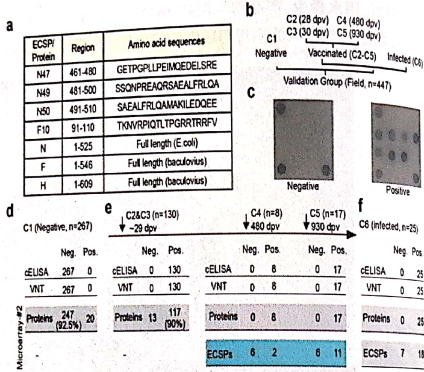 a
ECSP/ Protein Region Amino acid sequences
N47 461-480 GETPGPLLPEIMQEDELSRE
N49 481-500 SSQNPREAQRSAEALFRLQA
N50 491-510 SAEALFRLQAMAKILEDQEE
F10 91-110 TKNVRPIQTLTPGRRTRRFV
N 1-525 Full length (E.coli)
F 1-546 Full length (baculovius)
H 1-609 Full length (baculovius)
b
C2 (28 dpv) C4 (480 dpv)
C1 C3 (30 dpv) C5 (930 dpv)
Negative Vaccinated (C2-C5) Infected (C6)
Validation Group (Field, n=447)
c
Negative Positive
d
C1 (Negative, n=267)
Neg. Pos.
cELISA 267 0
VNT 267 0
Proteins 247 (92.5%) 20
Microarray-#2
e
C2&C3 (n=130)
~29 dpv
C4 (n=8)
480 dpv
C5 (n=17)
930 dpv
Neg. Pos.
cELISA 0 130
VNT 0 130
Proteins 13 117 (90%)
Neg. Pos. Neg. Pos.
cELISA 0 8 0 17
VNT 0 8 0 17
Proteins 0 8 0 17
ECSPs 6 2 6 11
f
C6 (infected, n=25)
Neg. Pos.
cELISA 0 25
VNT 0 25
Proteins 0 25
ECSPs 7 18